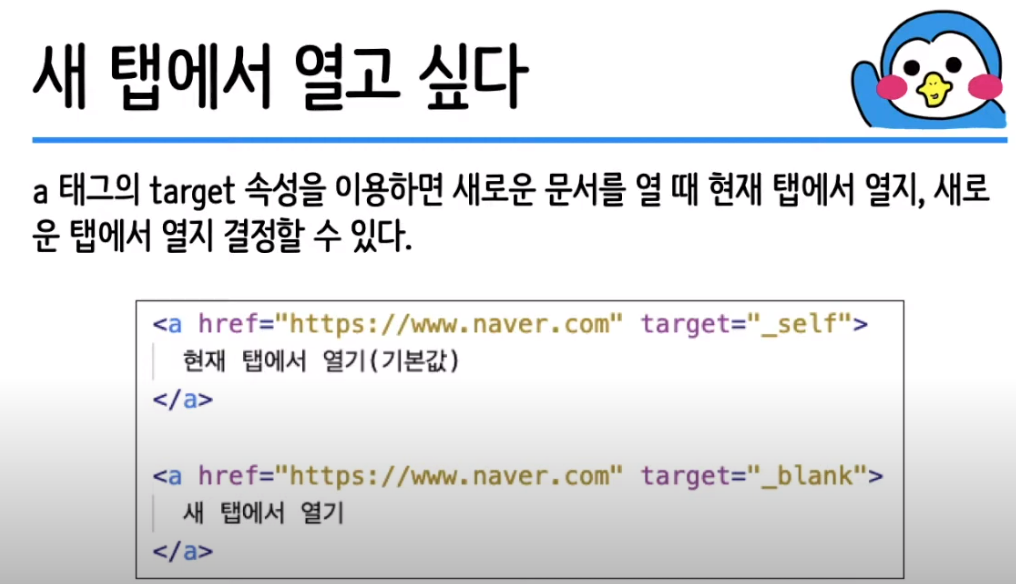 새 탭에서 열고 싶다
a 태그의 target 속성을 이용하면 새로운 문서를 열 때 현재 탭에서 열지, 새로
운 탭에서 열지 결정할 수 있다.
<a href="https://www.naver.com" target="_self">
현재 탭에서 열기(기본값)
</a>
<a href="https://www.naver.com" target="_blank">
새 탭에서 열기
</a>